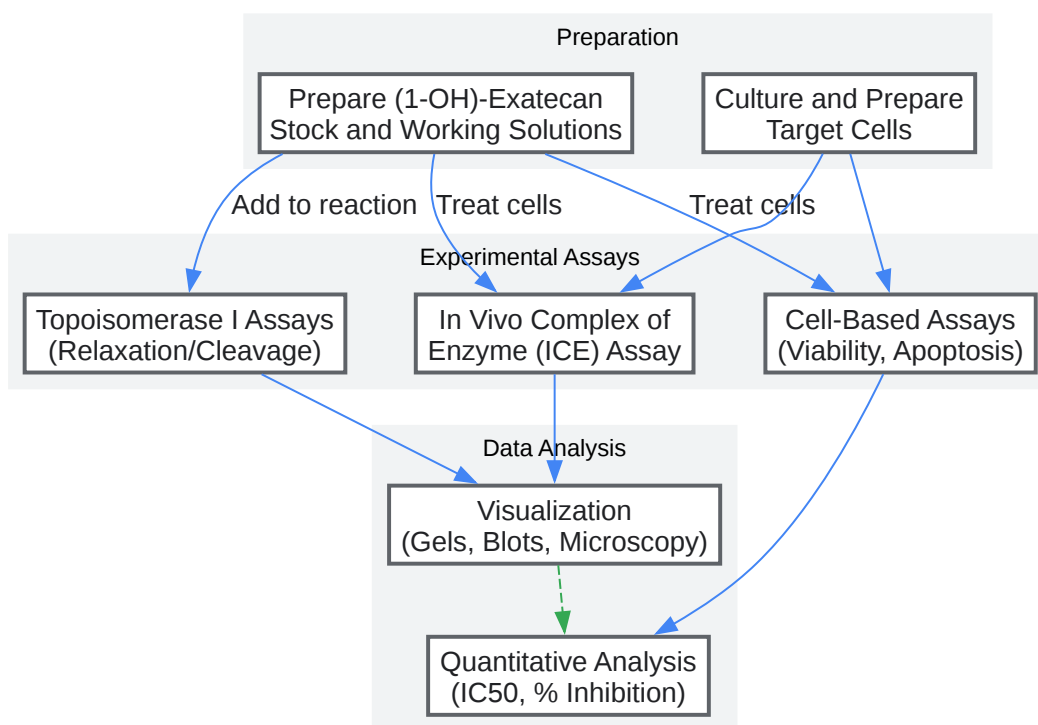 Preparation
Prepare (1-OH)-Exatecan
Stock and Working Solutions
Culture and Prepare
Target Cells
Add to reaction
Treat cells
Treat cells
Experimental Assays
Topoisomerase I Assays
(Relaxation/Cleavage)
In Vivo Complex of
Enzyme (ICE) Assay
Cell-Based Assays
(Viability, Apoptosis)
Data Analysis
Visualization
(Gels, Blots, Microscopy)
Quantitative Analysis
(IC50, % Inhibition)